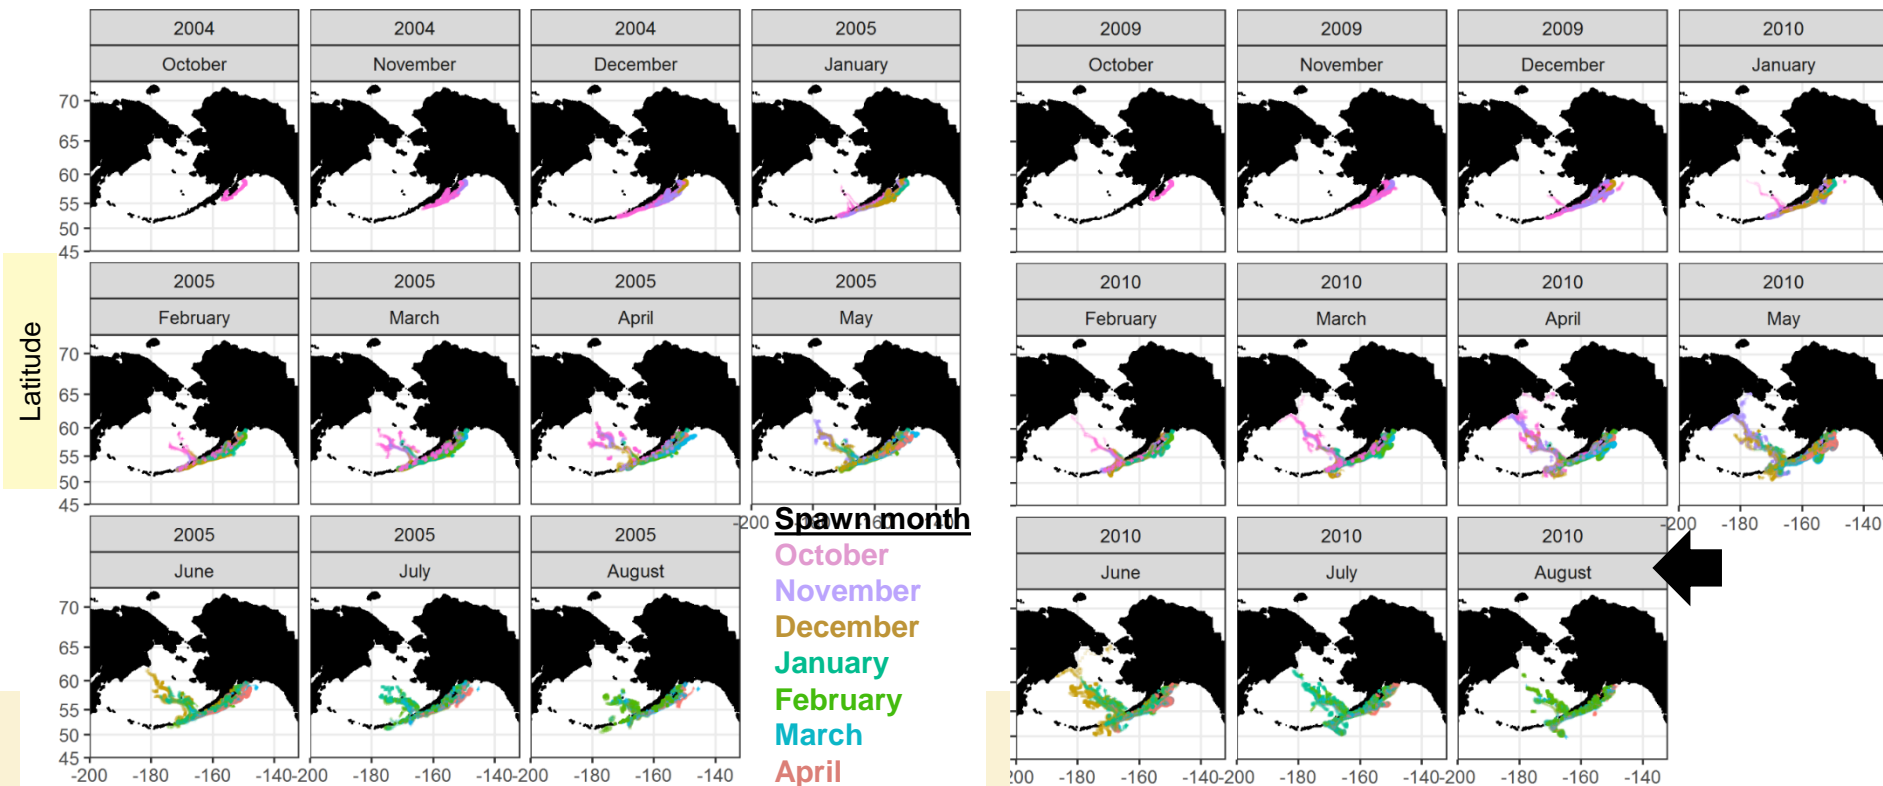 2004 2004 2004 2005
October November December January
70
65
60
55
50
45
2005 2005 2005 2005
February March April May
70
65
60
55
50
45
-200 -180 -160 -140
2005 2005 2005
June July August
70
65
60
55
50
45
-200 -180 -160 -140 -200 -180 -160 -140 -200 -180 -160 -140
Latitude
Spawn month
October
November
December
January
February
March
April
2009 2009 2009 2010
October November December January
2010 2010 2010 2010
February March April May
-200 -180 -160 -140
2010 2010 2010
June July August
200 -180 -160 -140 -200 -180 -160 -140 -200 -180 -160 -140